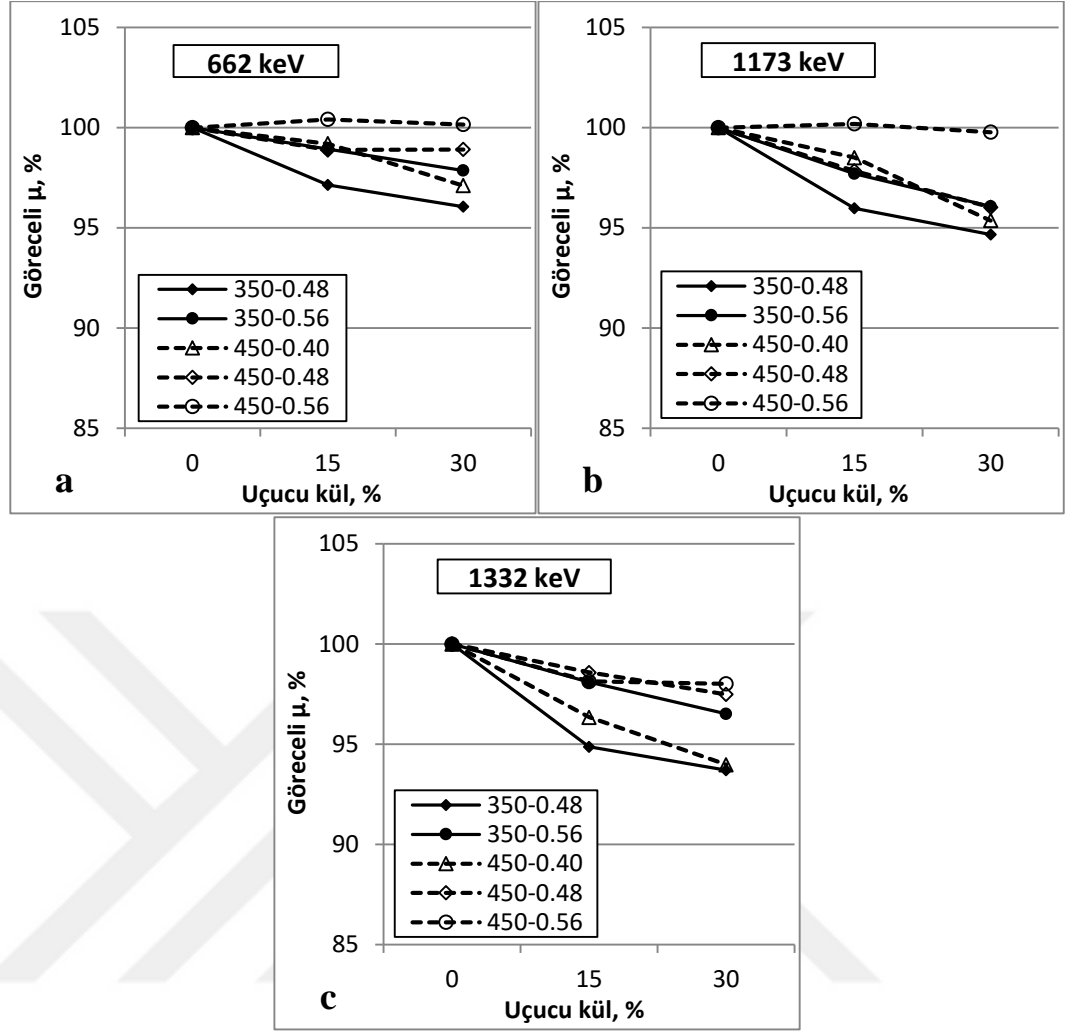 662 keV
Göreceli µ, %
105
100
95
90
85
350-0.48
350-0.56
450-0.40
450-0.48
450-0.56
0 15 30
Uçucu kül, %
a
1173 keV
Göreceli µ, %
105
100
95
90
85
350-0.48
350-0.56
450-0.40
450-0.48
450-0.56
0 15 30
Uçucu kül, %
b
1332 keV
Göreceli µ, %
105
100
95
90
85
350-0.48
350-0.56
450-0.40
450-0.48
450-0.56
0 15 30
Uçucu kül, %
c